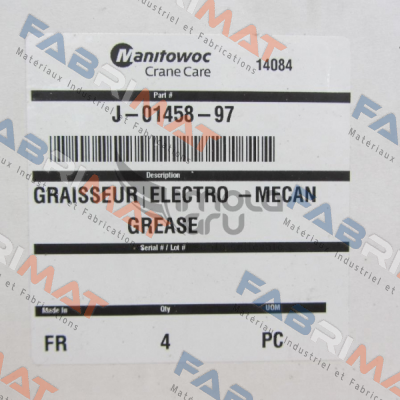 Manitowoc
Crane Care
14084
Part #
J-01458-97
Description
GRAISSEUR ELECTRO-MECAN
GREASE
Serial # / Lot #
Made In
Qty
UOM
FR
4
PC
FABRIMAT
Industriel et Fabrications